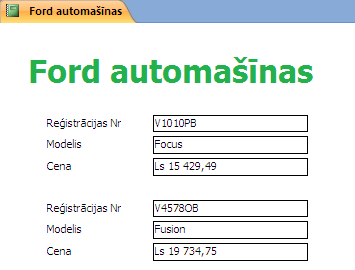 Ford automašīnas
Ford automašīnas
Reģistrācijas Nr V1010PB
Modelis Focus
Cena Ls 15 429,49
Reģistrācijas Nr V4578OB
Modelis Fusion
Cena Ls 19 734,75